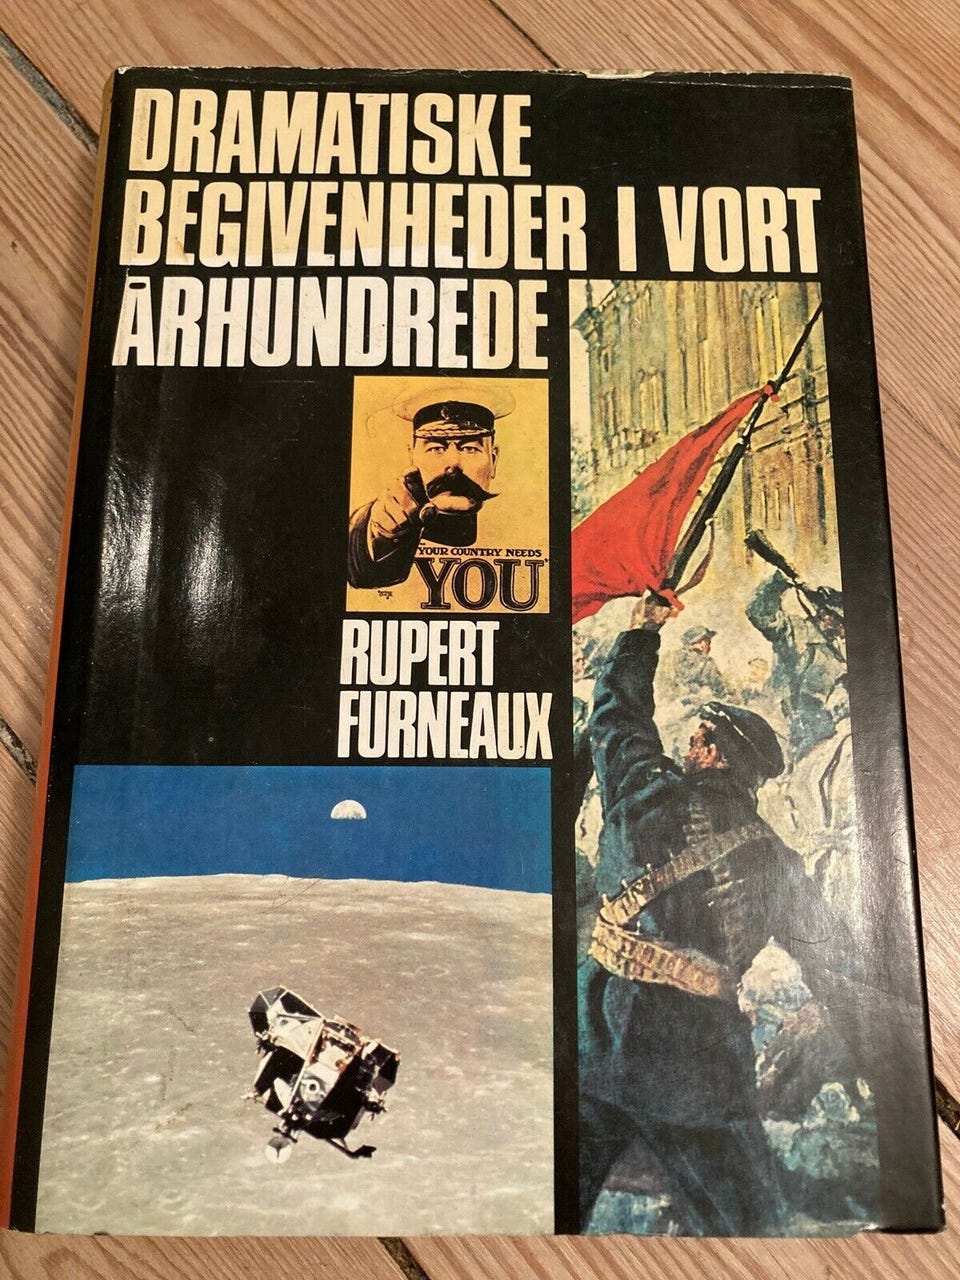 DRAMATISKE
BEGIVENHEDER I VORT
ÅRHUNDREDE
"YOUR COUNTRY NEEDS
YOU"
RUPERT
FURNEAUX